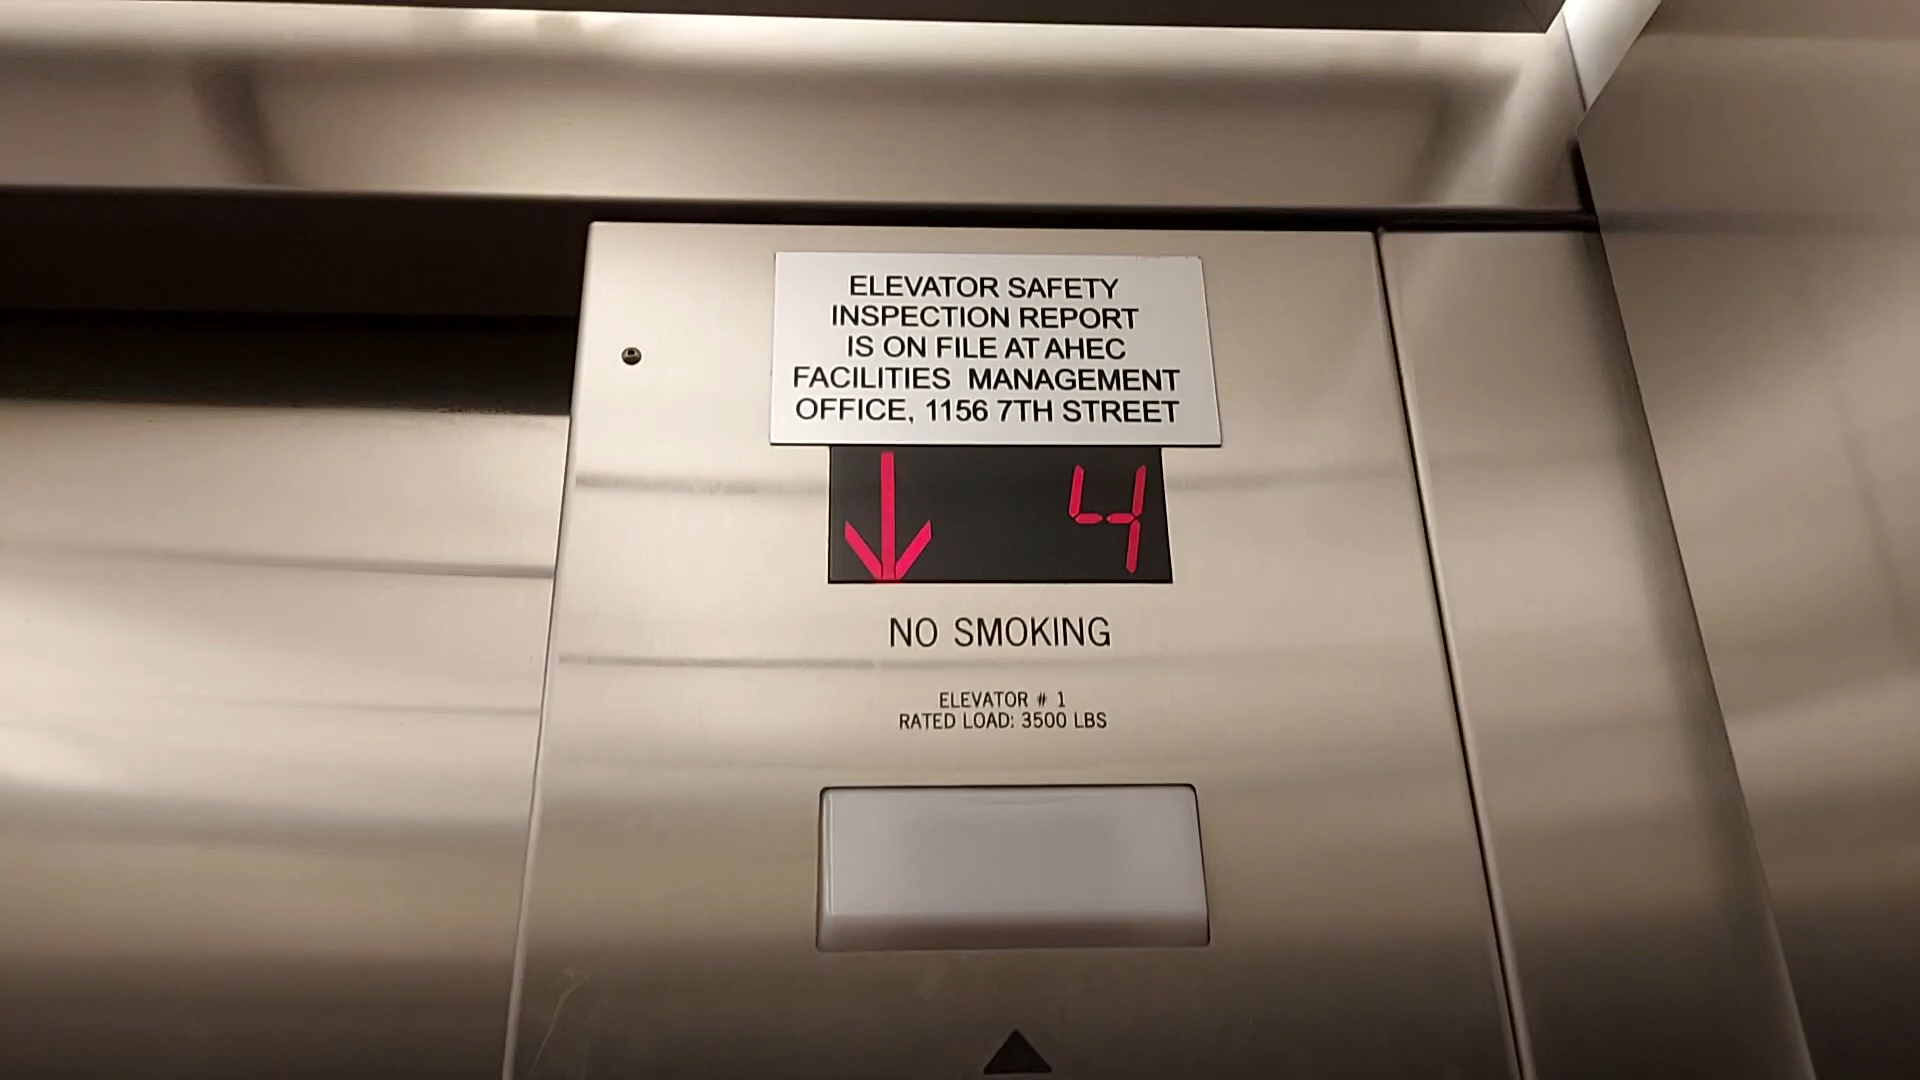 ELEVATOR SAFETY
INSPECTION REPORT
IS ON FILE AT AHEC
FACILITIES MANAGEMENT
OFFICE, 1156 7TH STREET
4
NO SMOKING
ELEVATOR # 1
RATED LOAD: 3500 LBS